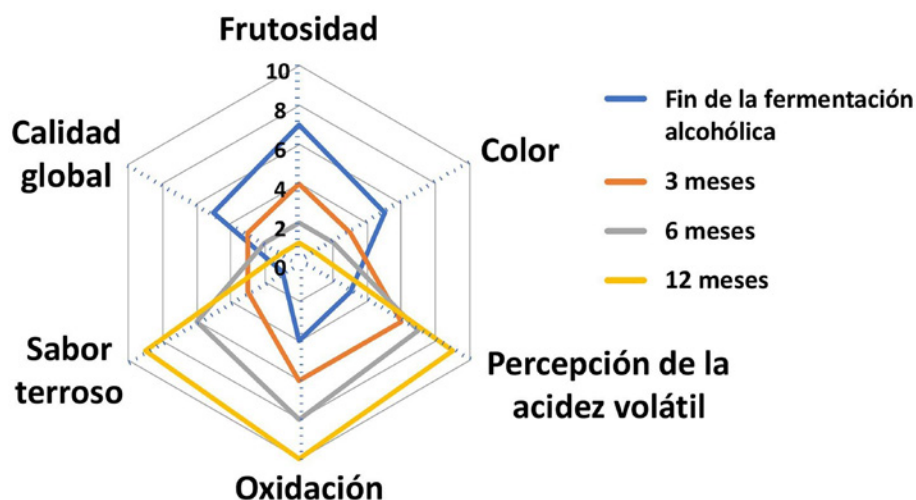 Frutosidad
10
8
6
4
2
0
Calidad
global
Color
Sabor
terroso
Percepción de la
acidez volátil
Oxidación
Fin de la fermentación
alcohólica
3 meses
6 meses
12 meses